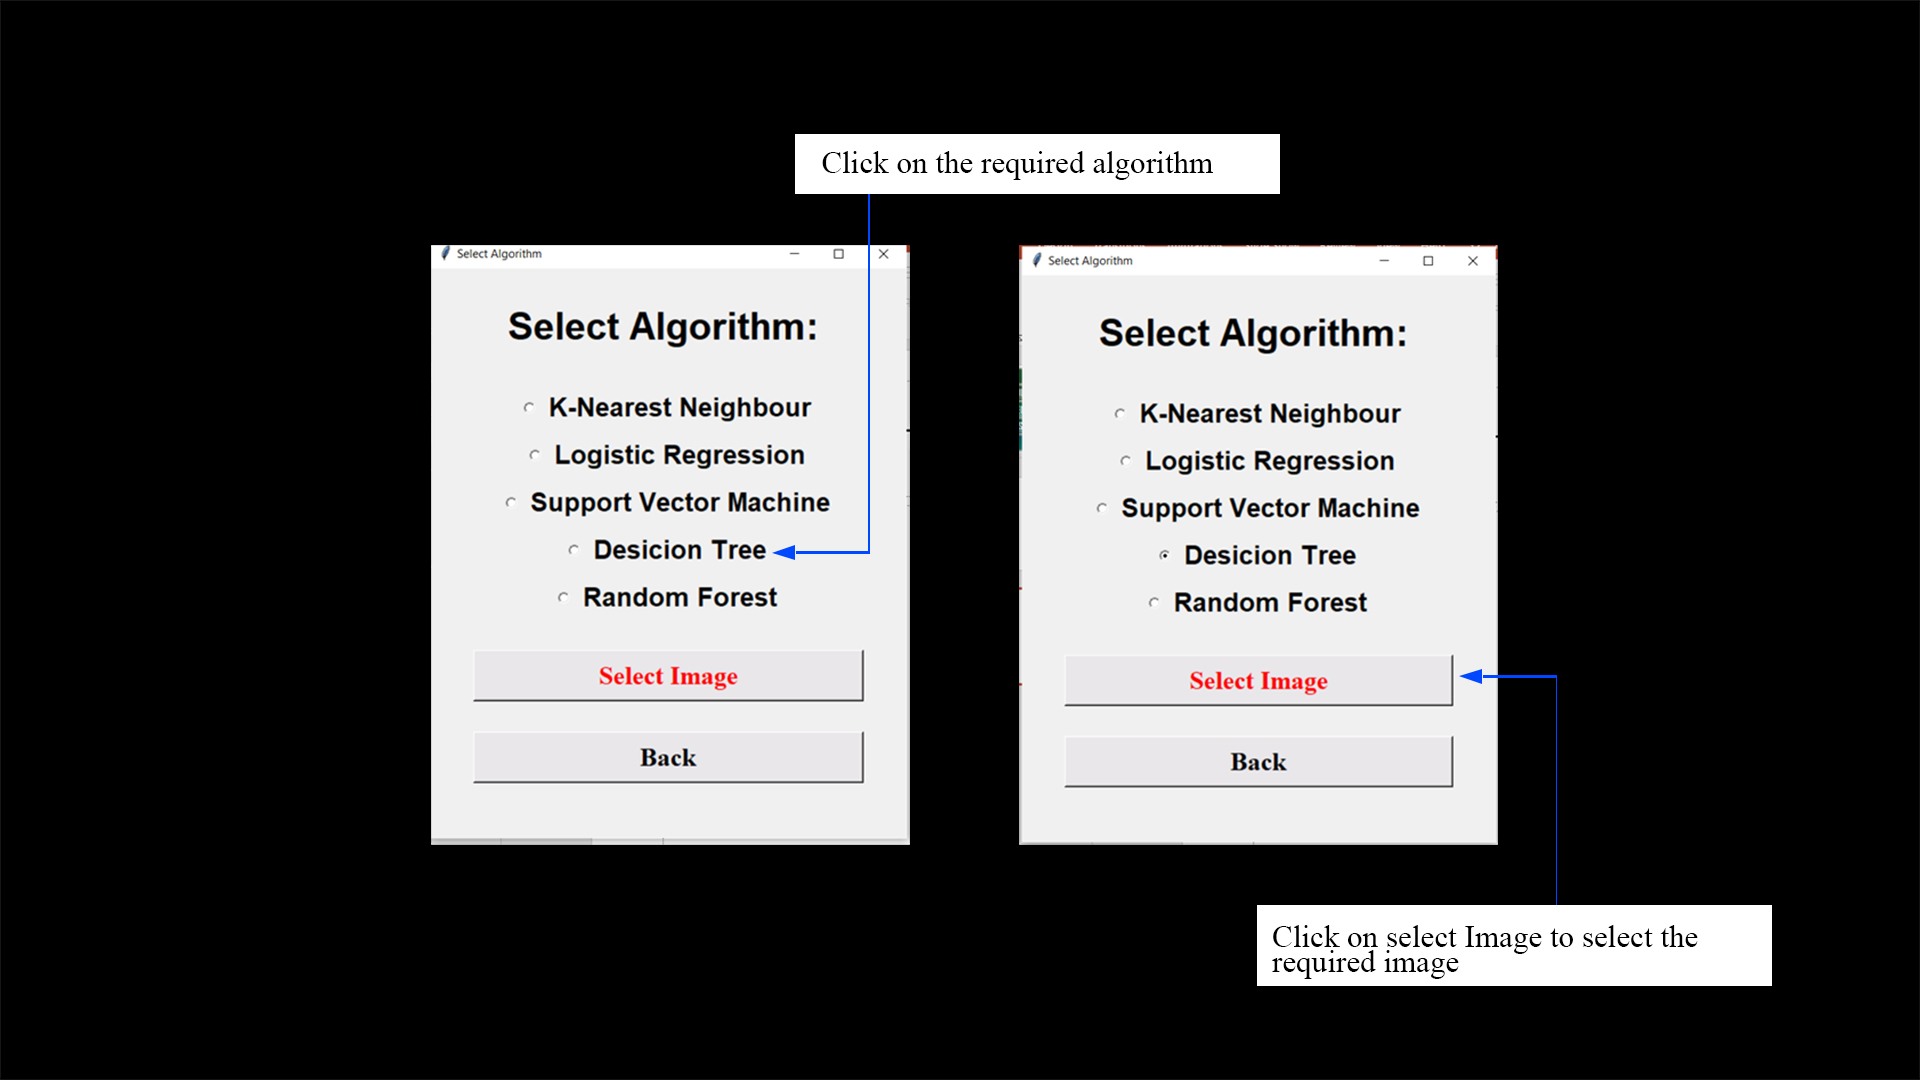 Click on the required algorithm
Select Algorithm
Select Algorithm:
K-Nearest Neighbour
Logistic Regression
Support Vector Machine
Desicion Tree
Random Forest
Select Image
Back
Select Algorithm
Select Algorithm:
K-Nearest Neighbour
Logistic Regression
Support Vector Machine
Desicion Tree
Random Forest
Select Image
Back
Click on select Image to select the
required image